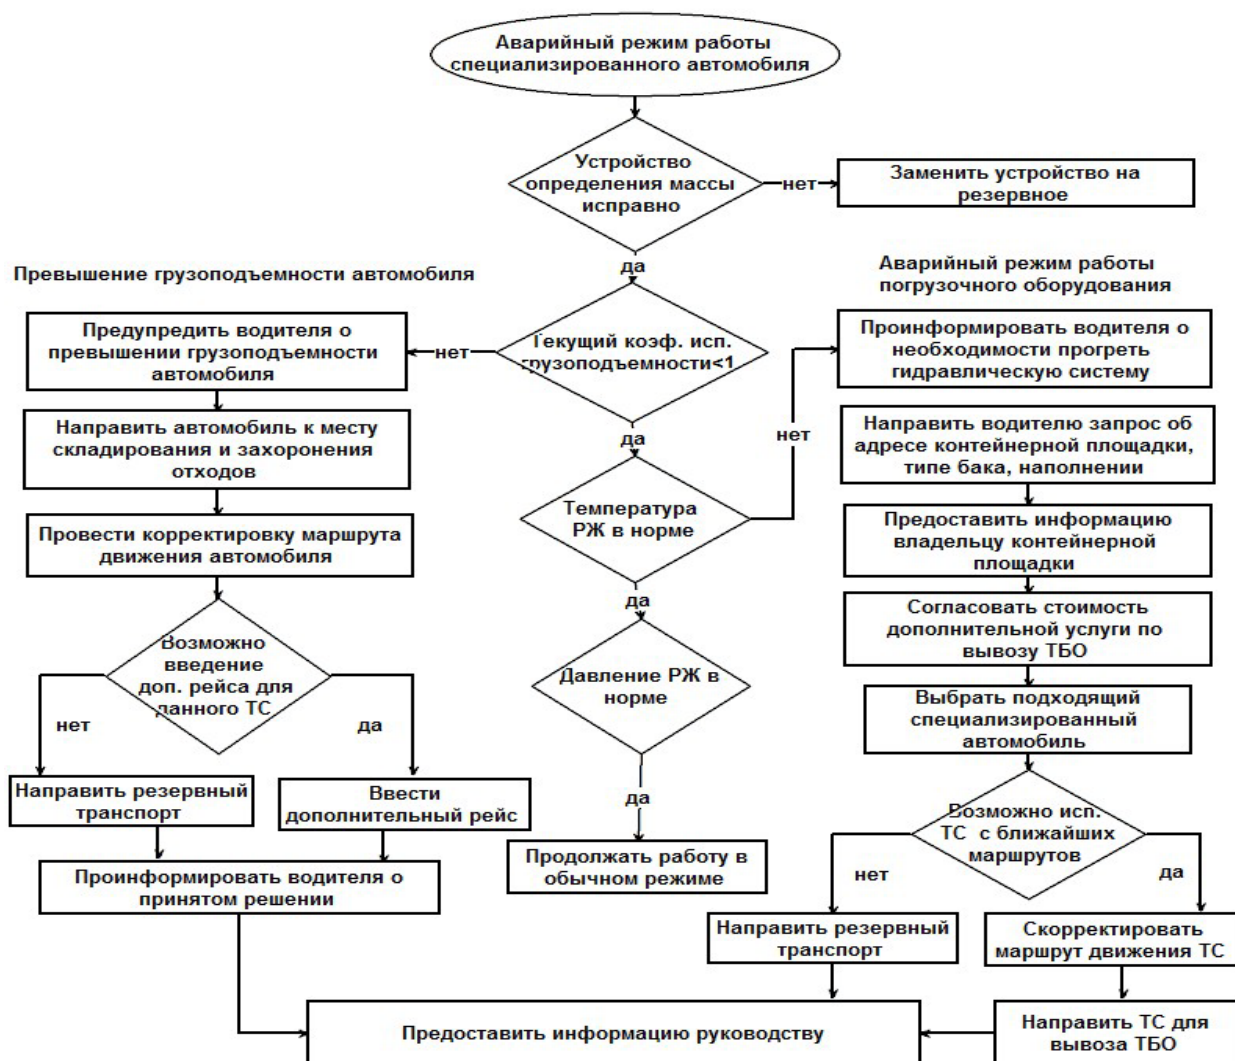 Аварийный режим работы
специализированного автомобиля
Устройство
определения массы
исправно
нет
Заменить устройство на
резервное
да
Превышение грузоподъемности автомобиля
Аварийный режим работы
погрузочного оборудования
Предупредить водителя о
превышении грузоподъемности
автомобиля
нет
Текущий коэф. исп.
грузоподъемности<1
Проинформировать водителя о
необходимости прогреть
гидравлическую систему
Направить автомобиль к месту
складирования и захоронения
отходов
да
нет
Направить водителю запрос об
адресе контейнерной площадки,
типе бака, наполнении
Провести корректировку маршрута
движения автомобиля
Температура
РЖ в норме
Предоставить информацию
владельцу контейнерной
площадки
да
Согласовать стоимость
дополнительной услуги по
вывозу ТБО
Возможно
введение
доп. рейса для
данного ТС
нет
да
Давление РЖ в
норме
Выбрать подходящий
специализированный
автомобиль
Направить резервный
транспорт
Ввести
дополнительный рейс
да
Возможно исп.
ТС с ближайших
маршрутов
нет
да
Проинформировать водителя о
принятом решении
Продолжать работу в
обычном режиме
Направить резервный
транспорт
Скорректировать
маршрут движения ТС
Предоставить информацию руководству
Направить ТС для
вывоза ТБО